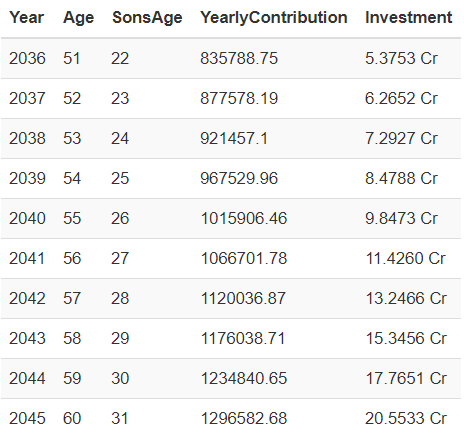 Year Age SonsAge YearlyContribution Investment
2036 51 22 835788.75 5.3753 Cr
2037 52 23 877578.19 6.2652 Cr
2038 53 24 921457.1 7.2927 Cr
2039 54 25 967529.96 8.4788 Cr
2040 55 26 1015906.46 9.8473 Cr
2041 56 27 1066701.78 11.4260 Cr
2042 57 28 1120036.87 13.2466 Cr
2043 58 29 1176038.71 15.3456 Cr
2044 59 30 1234840.65 17.7651 Cr
2045 60 31 1296582.68 20.5533 Cr